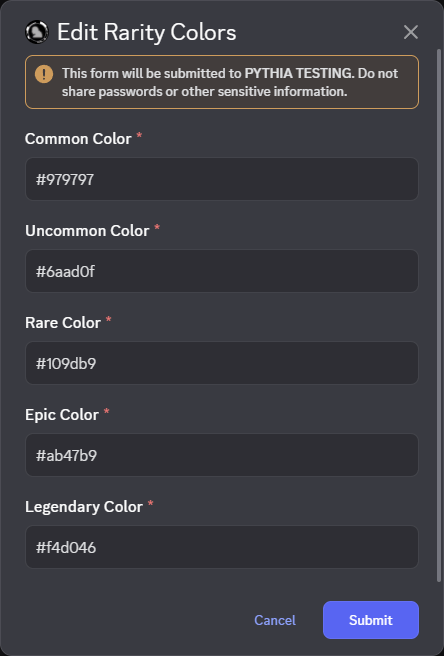 Edit Rarity Colors
This form will be submitted to PYTHIA TESTING. Do not
share passwords or other sensitive information.
Common Color *
#979797
Uncommon Color *
#6aad0f
Rare Color *
#109db9
Epic Color *
#ab47b9
Legendary Color *
#f4d046
Cancel
Submit